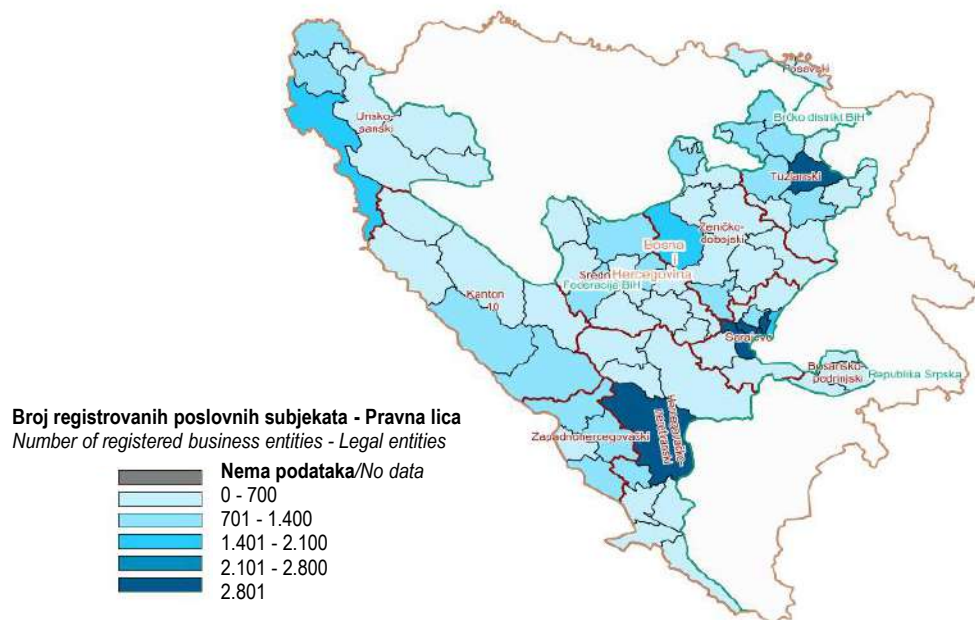 Posavski
Unsko-
sanski
Brčko distrikt BiH
Tuzlanski
Zeničko-
dobojski
Bosna
i
Hercegovina
Federacija BiH
Kanton
10
Sarajevo
Bosansko-
podrinjski
Republika Srpska
Zapadnohercegovački
Hercegovačko-
neretvanski
Broj registrovanih poslovnih subjekata - Pravna lica
Number of registered business entities - Legal entities
Nema podataka/No data
0 - 700
701 - 1.400
1.401 - 2.100
2.101 - 2.800
2.801